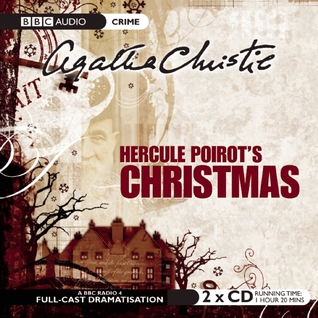 BBC AUDIO CRIME
Agatha Christie
HERCULE POIROT'S
CHRISTMAS
A BBC RADIO 4
FULL-CAST DRAMATISATION
2 x CD
RUNNING TIME:
1 HOUR 20 MINS